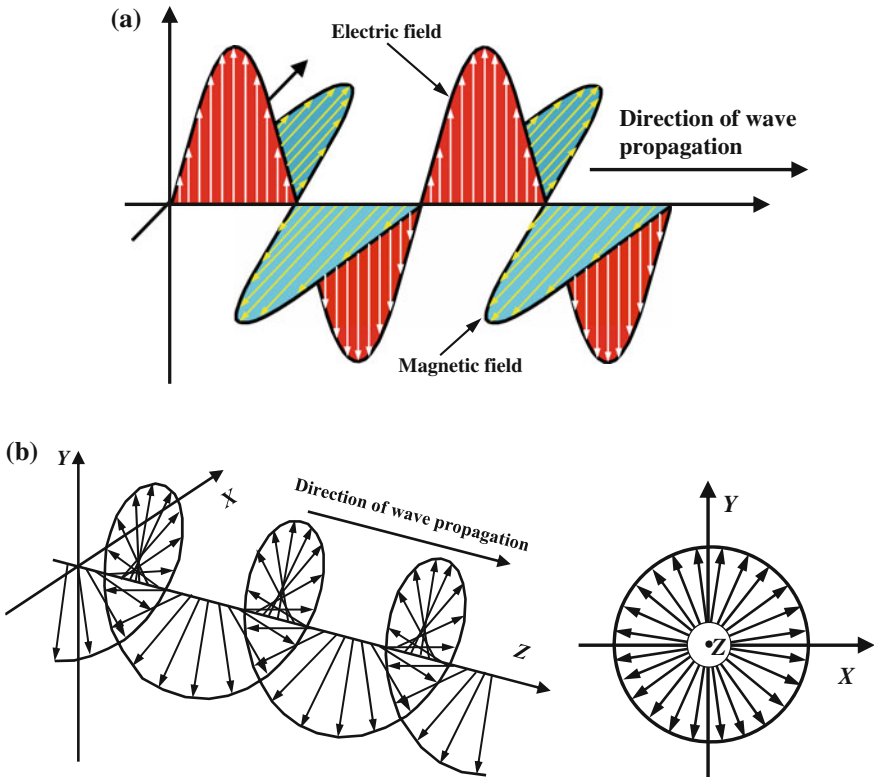 (a)
Electric field
Direction of wave
propagation
Magnetic field
(b)
Y
X
Direction of wave propagation
Z
Y
Z
X